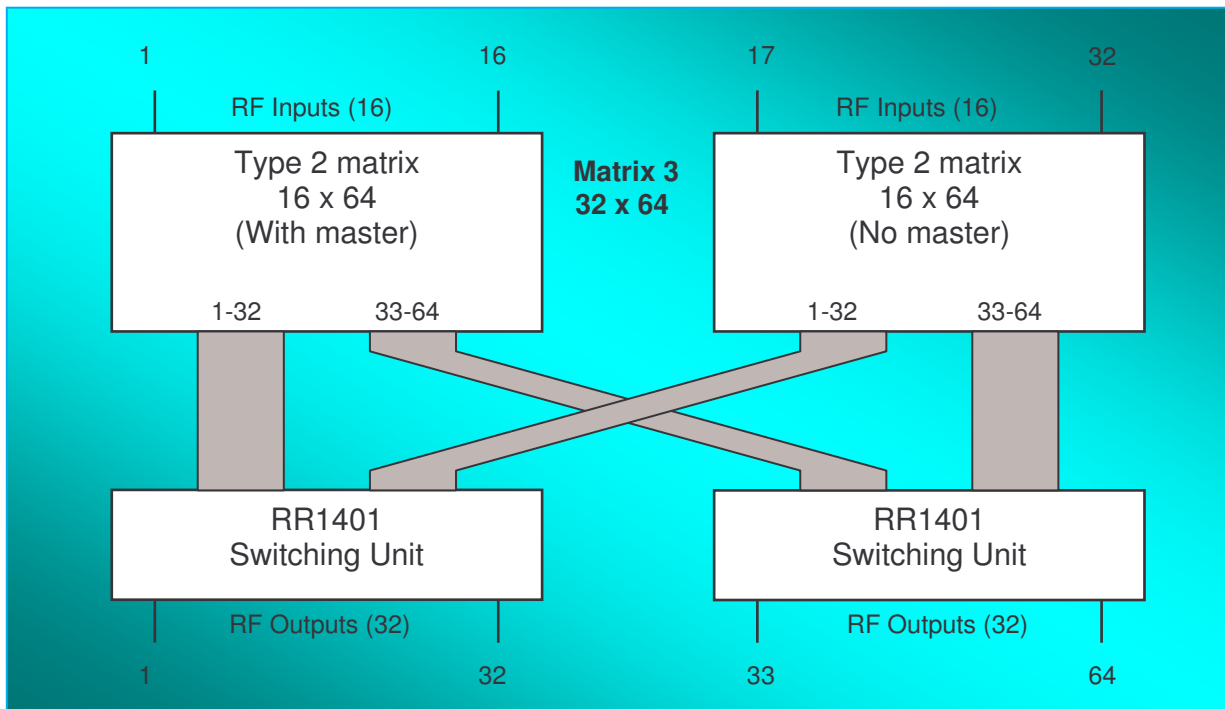 1
16
17
32
RF Inputs (16)
RF Inputs (16)
Type 2 matrix
16 x 64
(With master)
1-32
33-64
Matrix 3
32 x 64
Type 2 matrix
16 x 64
(No master)
1-32
33-64
RR1401
Switching Unit
RR1401
Switching Unit
RF Outputs (32)
RF Outputs (32)
1
32
33
64